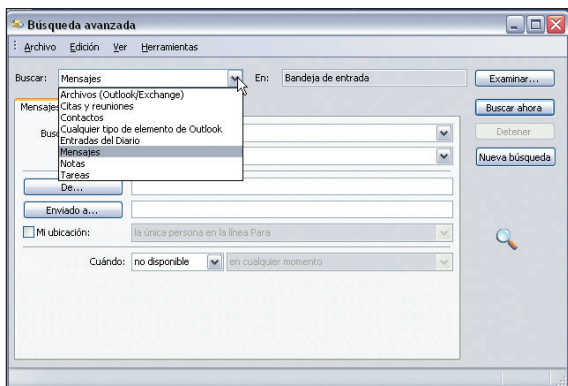 Búsqueda avanzada
Archivo Edición Ver Herramientas
Buscar: Mensajes En: Bandeja de entrada Examinar...
Archivos (Outlook/Exchange)
Mensajes Citas y reuniones Buscar ahora
Contactos
Cualquier tipo de elemento de Outlook Detener
Entradas del Diario
Mensajes Nueva búsqueda
Notas
Tareas
De...
Enviado a...
Mi ubicación: la única persona en la línea Para
Cuándo: no disponible en cualquier momento